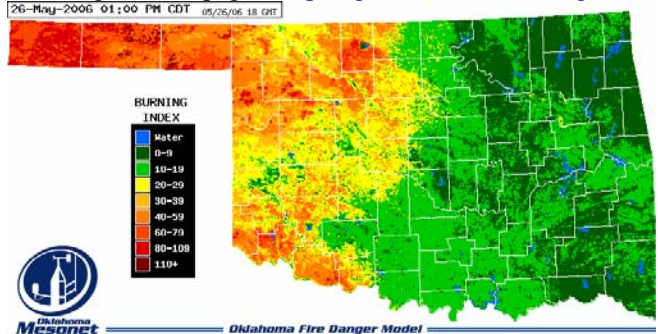 26-May-2006 01:00 PM CDT 05/26/06 18 GMT
BURNING
INDEX
Water
0-9
10-19
20-29
30-39
40-59
60-79
80-109
110+
Oklahoma
Mesonet
Oklahoma Fire Danger Model